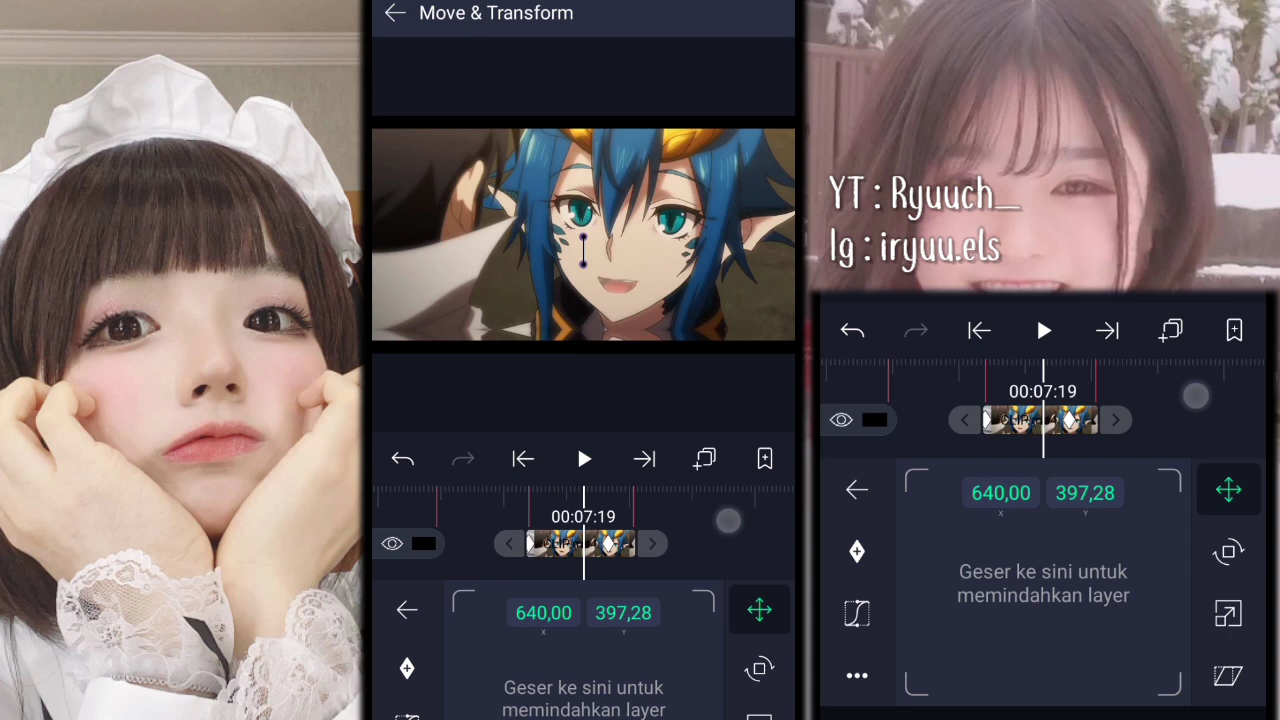 Move & Transform
00:07:19
640,00
397,28
X
Y
Geser ke sini untuk
memindahkan layer
YT : Ryuuch_
Ig : iryuu.els
00:07:19
640,00
397,28
X
Y
Geser ke sini untuk
memindahkan layer